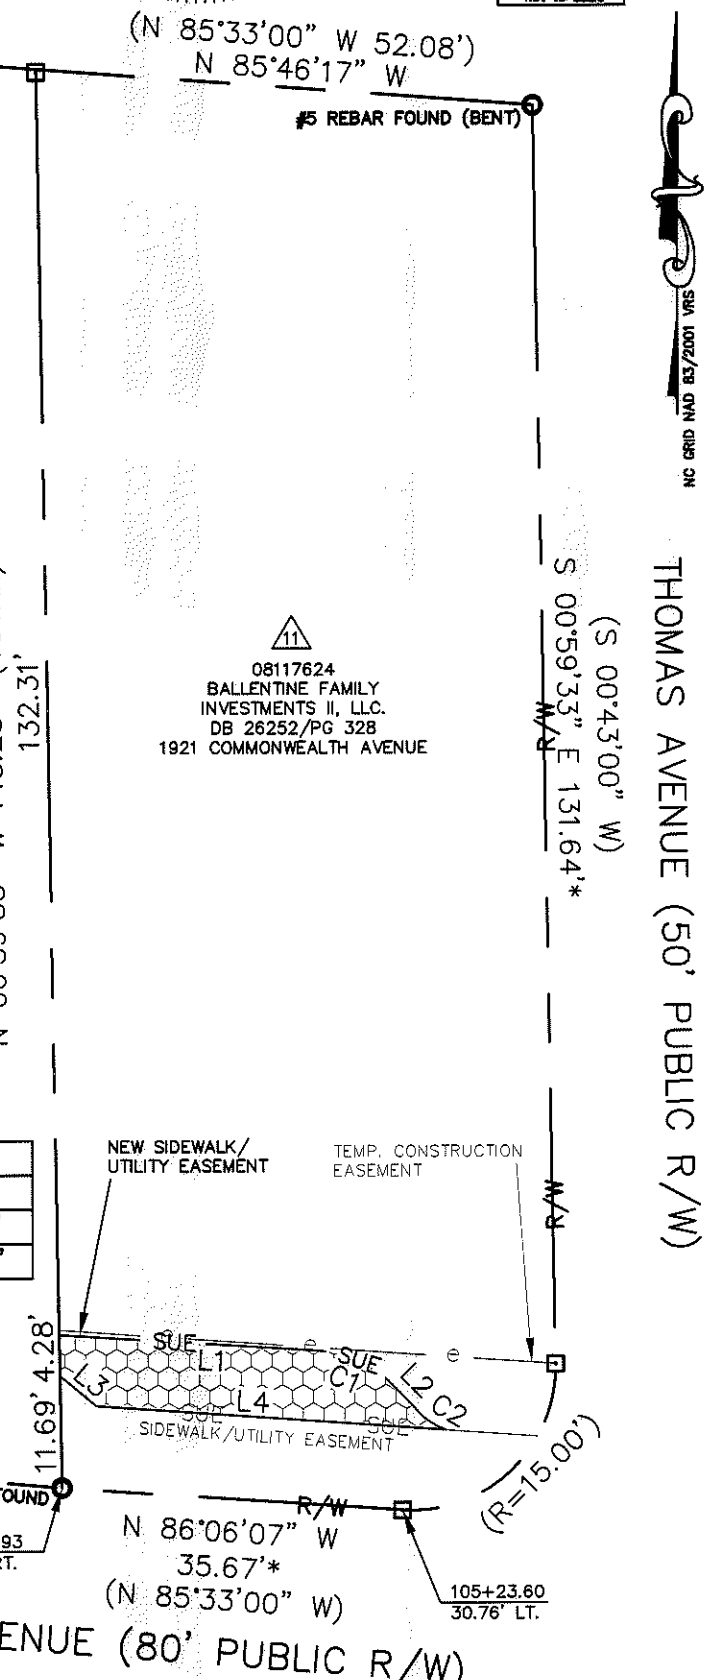 (N 85°33'00" W 52.08')
N 85°46'17" W
#5 REBAR FOUND (BENT)
NC GRID NAD 83/2001 VRS
THOMAS AVENUE (50' PUBLIC R/W)
(S 00°43'00" W)
S 00°59'33" E 131.64'*
R/W
132.31'
11
08117624
BALLENTINE FAMILY
INVESTMENTS II, LLC.
DB 26252/PG 328
1921 COMMONWEALTH AVENUE
NEW SIDEWALK/
UTILITY EASEMENT
TEMP. CONSTRUCTION
EASEMENT
R/W
SUE
e
e
SUE
e
L1
C1
L2
C2
L3
L4
SUE
SUE
SIDEWALK/UTILITY EASEMENT
11.69' 4.28'
(R=15.00')
OUND
93
RT.
R/W
N 86°06'07" W
35.67'*
(N 85°33'00" W)
105+23.60
30.76' LT.
ENUE (80' PUBLIC R/W)